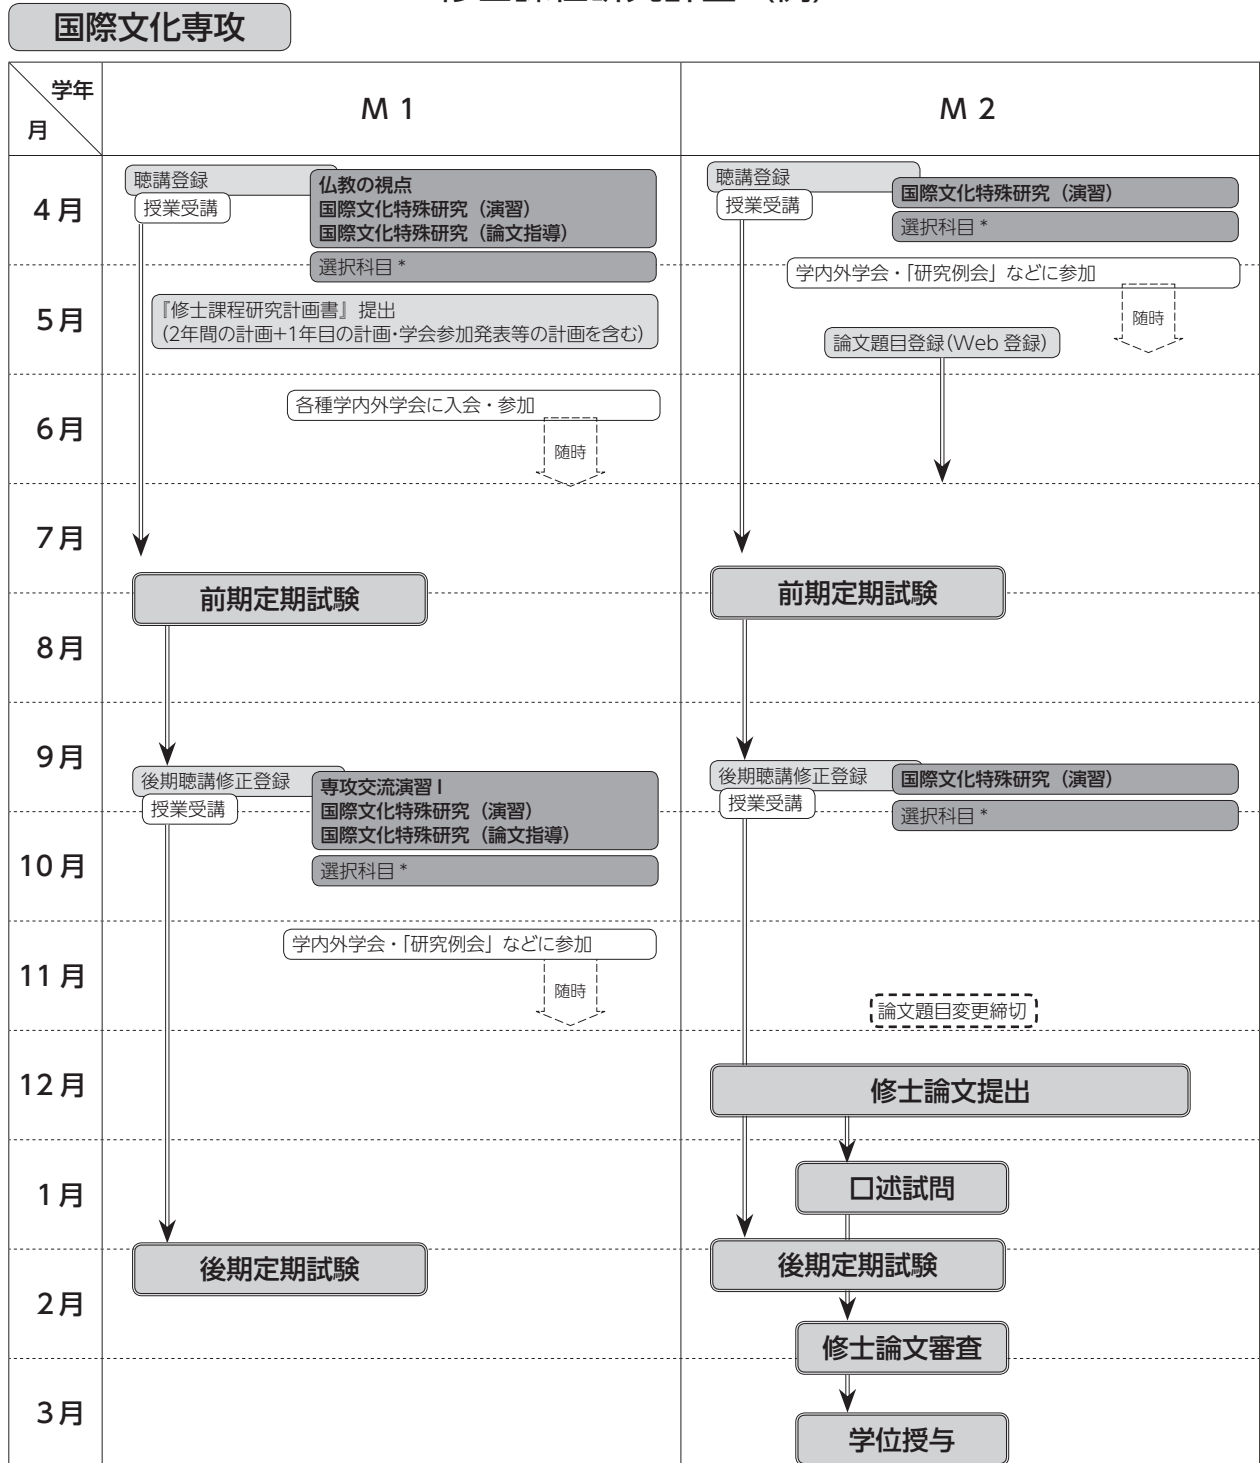 国際文化専攻
学年
月
M 1
M 2
4月
聴講登録
授業受講
仏教の視点
国際文化特殊研究（演習）
国際文化特殊研究（論文指導）
選択科目*
聴講登録
授業受講
国際文化特殊研究（演習）
選択科目*
学内外学会・「研究例会」などに参加
随時
5月
『修士課程研究計画書』提出
(2年間の計画+1年目の計画・学会参加発表等の計画を含む)
論文題目登録(Web 登録)
6月
各種学内外学会に入会・参加
随時
7月
前期定期試験
前期定期試験
8月
9月
後期聴講修正登録
授業受講
専攻交流演習Ⅰ
国際文化特殊研究（演習）
国際文化特殊研究（論文指導）
選択科目*
後期聴講修正登録
授業受講
国際文化特殊研究（演習）
選択科目*
10月
11月
学内外学会・「研究例会」などに参加
随時
論文題目変更締切
12月
修士論文提出
1月
口述試問
後期定期試験
後期定期試験
2月
修士論文審査
3月
学位授与